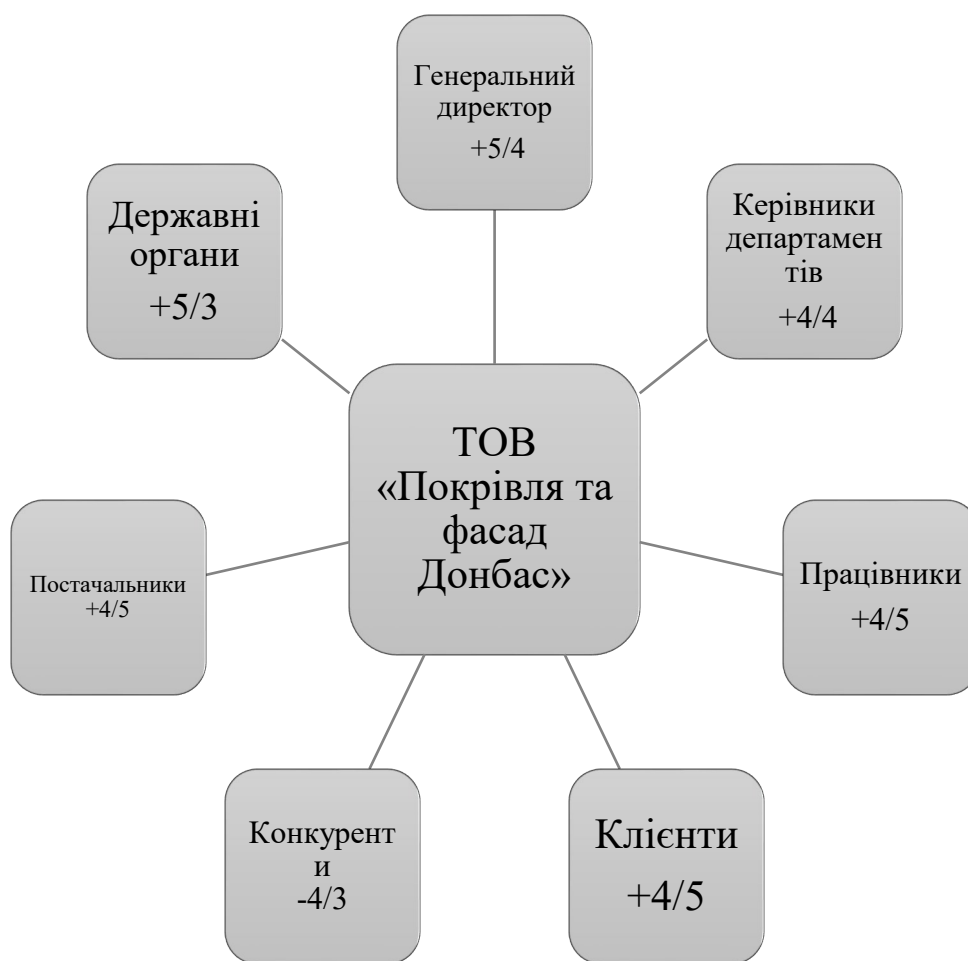 Генеральний
директор
+5/4
Державні
органи
+5/3
Керівники
департамен
тів
+4/4
ТОВ
«Покрівля та
фасад
Донбас»
Постачальники
+4/5
Працівники
+4/5
Конкурент
и
-4/3
Клієнти
+4/5